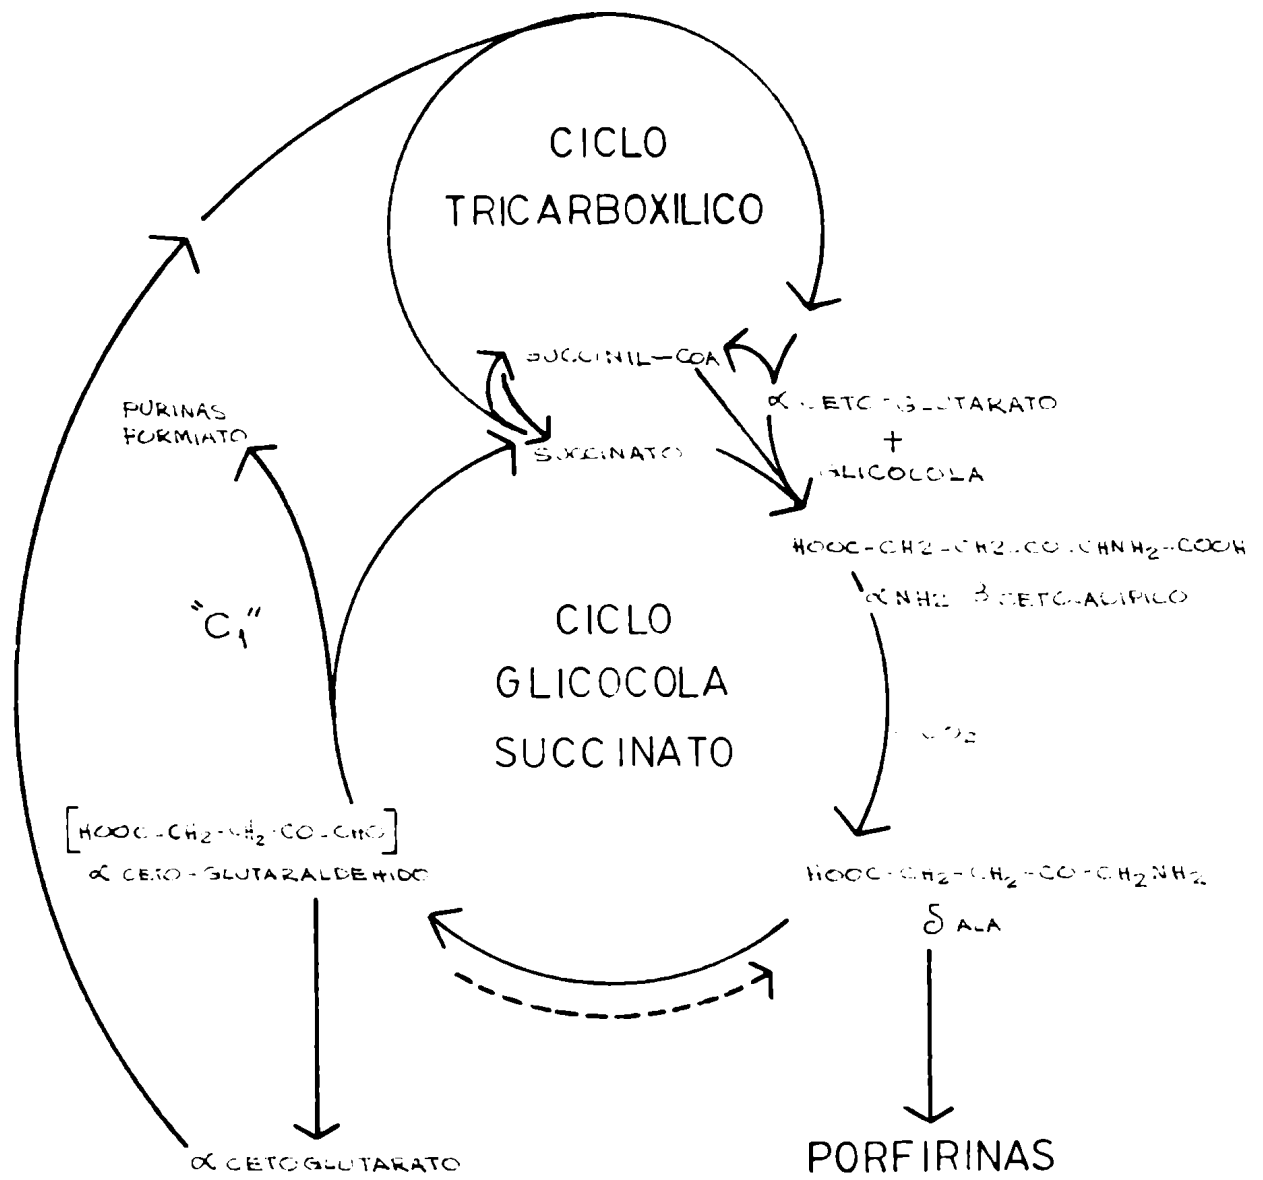 CICLO
TRICARBOXILICO
SUCCINIL-COA
α CETO-GLUTARATO
+
GLICOCOLA
SUCCINATO
PURINAS
FORMIATO
HOOC-CH2-CH2-CO-CHNH2-COOH
α NH2 β CETO-ADIPICO
"C1"
CICLO
GLICOCOLA
SUCCINATO
CO2
[HOOC-CH2-CH2-CO-CHO]
α CETO-GLUTARALDEHIDO
HOOC-CH2-CH2-CO-CH2NH2
δ ALA
α CETOGLUTARATO
PORFIRINAS